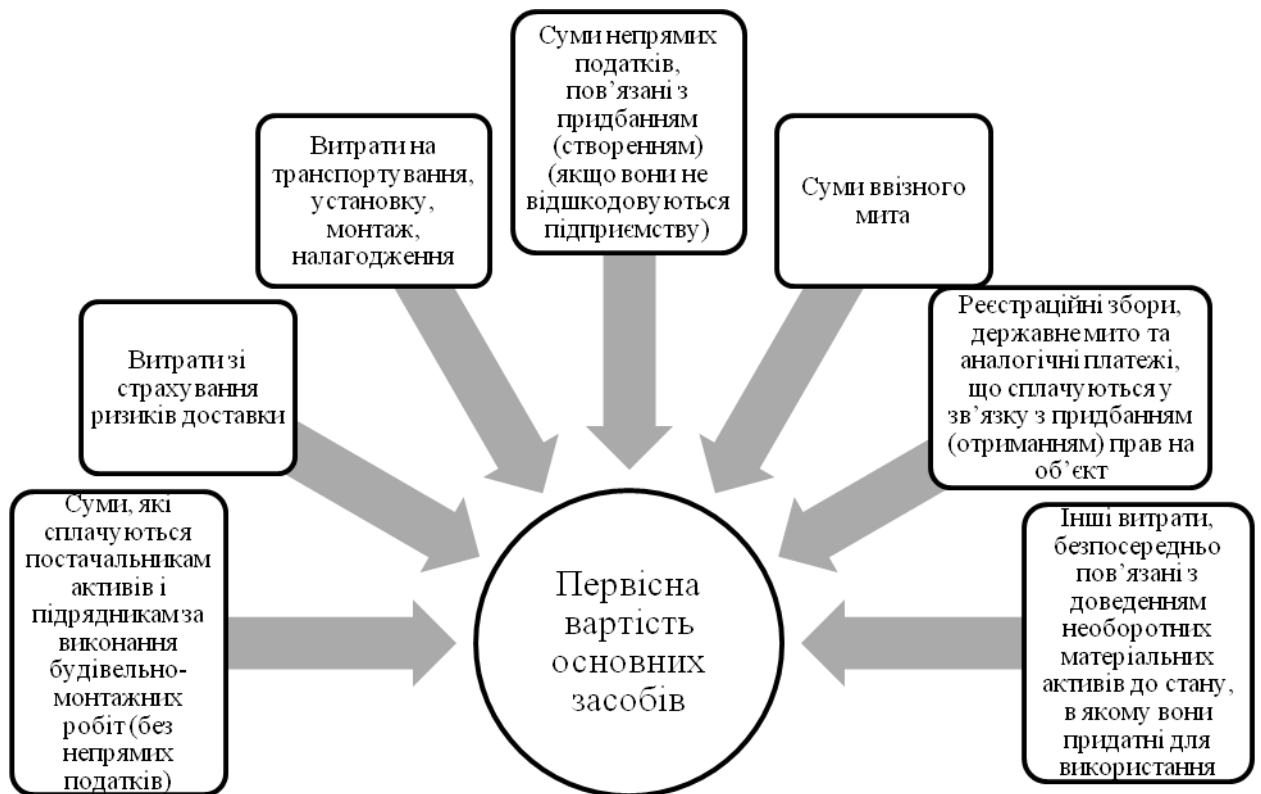 Суми, які
сплачуються
постачальникам
активів і
підрядникам за
виконання
будівельно-
монтажних
робіт (без
непрямих
податків)
Витрати зі
страхування
ризиків доставки
Витрати на
транспортування,
установку,
монтаж,
налагодження
Суми непрямих
податків,
пов’язані з
придбанням
(створенням)
(якщо вони не
відшкодовуються
підприємству)
Суми ввізного
мита
Реєстраційні збори,
державне мито та
аналогічні платежі,
що сплачуються у
зв’язку з придбанням
(отриманням) прав на
об’єкт
Інші витрати,
безпосередньо
пов’язані з
доведенням
необоротних
матеріальних
активів до стану,
в якому вони
придатні для
використання
Первісна
вартість
основних
засобів